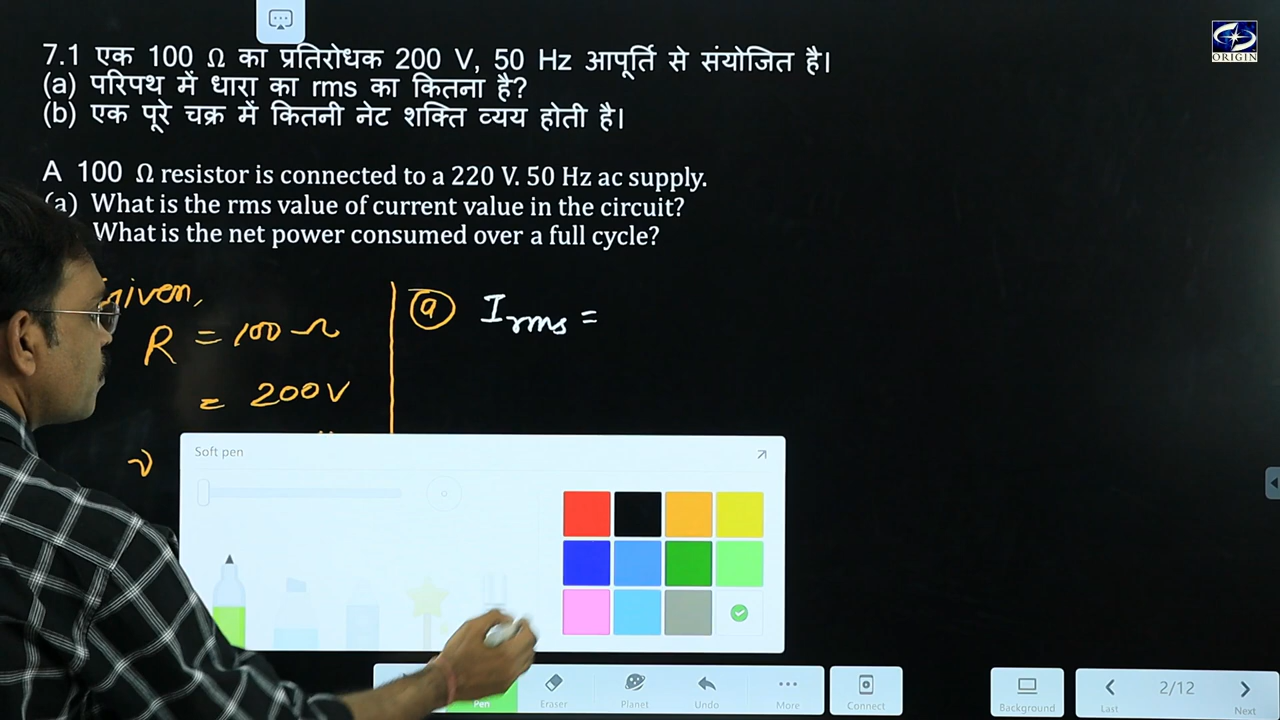 7.1 एक 100 Ω का प्रतिरोधक 200 V, 50 Hz आपूर्ति से संयोजित है।
(a) परिपथ में धारा का rms का कितना है?
(b) एक पूरे चक्र में कितनी नेट शक्ति व्यय होती है।
A 100 Ω resistor is connected to a 220 V. 50 Hz ac supply.
(a) What is the rms value of current value in the circuit?
What is the net power consumed over a full cycle?
R = 100 Ω
= 200V
ν
(a) Irms =
Soft pen
Pen
Eraser
Planet
Undo
More
Connect
Background
Last
2/12
Next
ORIGIN